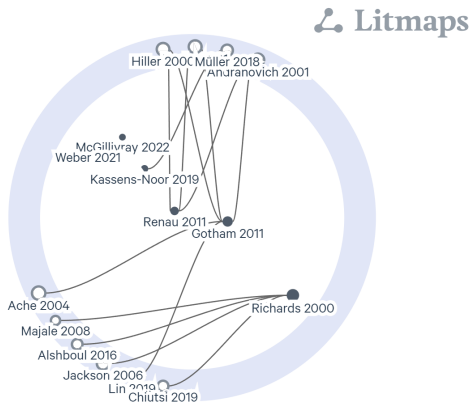 Litmaps
Hiller 2000
Müller 2018
Andranovich 2001
McGillivray 2022
Weber 2021
Kassens-Noor 2019
Renau 2011
Gotham 2011
Ache 2004
Richards 2000
Majale 2008
Alshboul 2016
Jackson 2006
Lin 2019
Chiutsi 2019